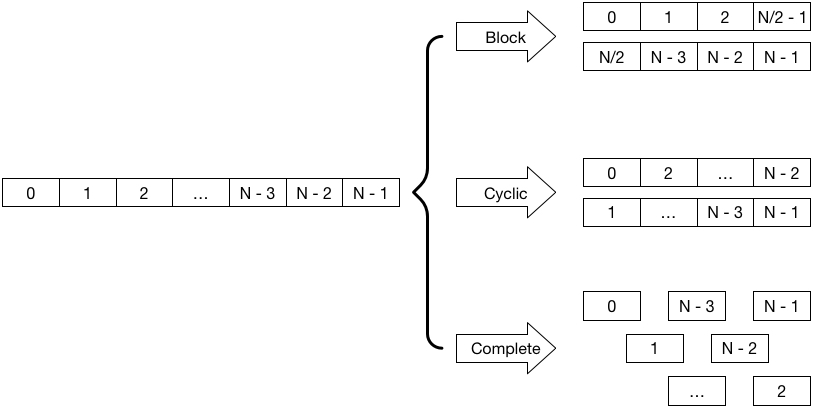 0 1 2 ... N - 3 N - 2 N - 1
Block
0 1 2 N/2 - 1
N/2 N - 3 N - 2 N - 1
Cyclic
0 2 ... N - 2
1 ... N - 3 N - 1
Complete
0 N - 3 N - 1
1 N - 2
... 2